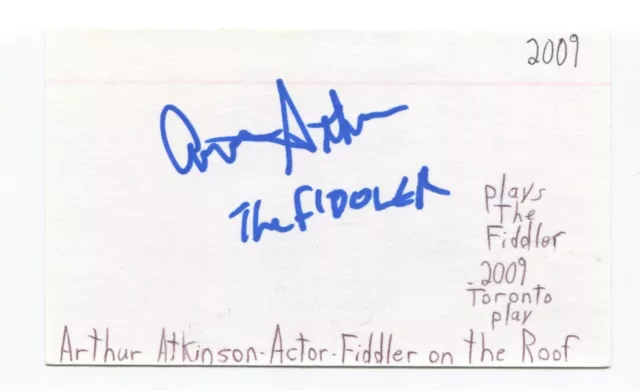 2009
The FIDDLER
plays
The
Fiddler
2009
Toronto
play
Arthur Atkinson-Actor-Fiddler on the Roof